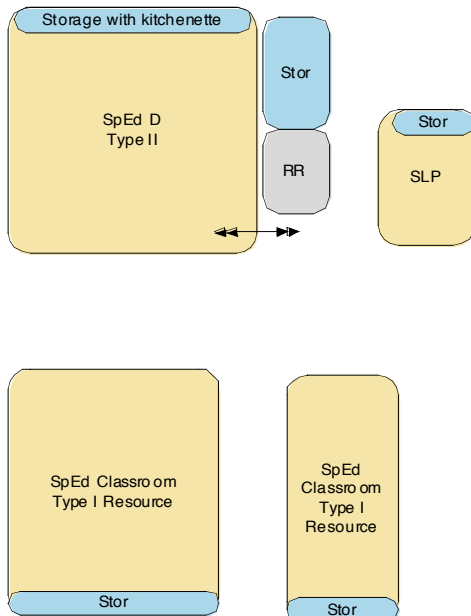 Storage with kitchenette
SpEd D
Type II
Stor
RR
Stor
SLP
SpEd Classroom
Type I Resource
Stor
SpEd
Classroom
Type I
Resource
Stor